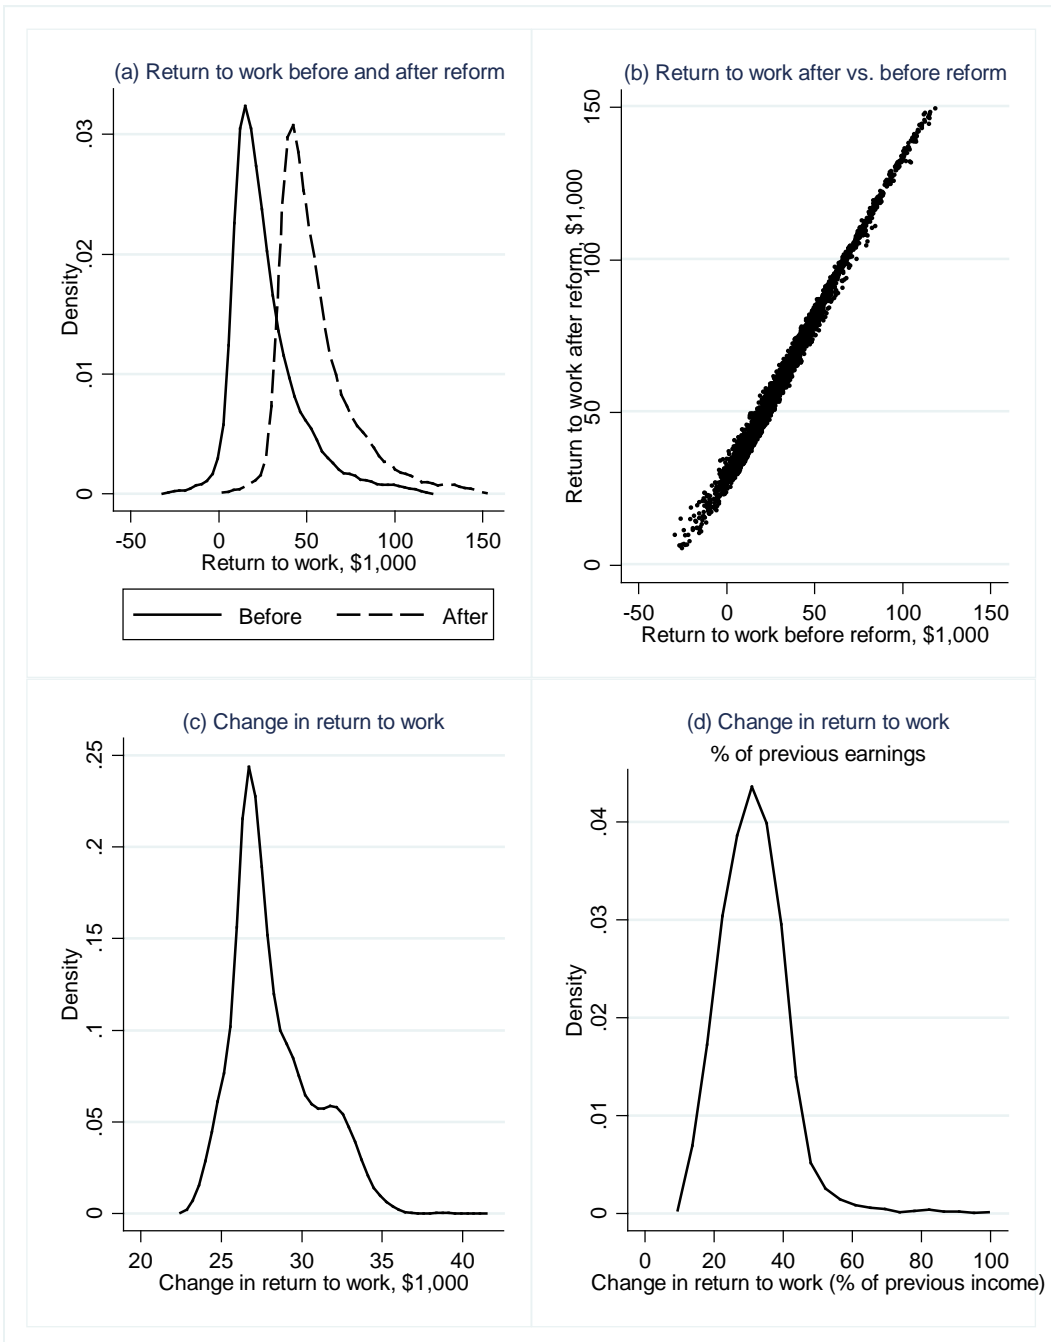 (a) Return to work before and after reform
Density
0
.01
.02
.03
-50 0 50 100 150
Return to work, $1,000
Before After
(b) Return to work after vs. before reform
Return to work after reform, $1,000
0
50
100
150
-50 0 50 100 150
Return to work before reform, $1,000
(c) Change in return to work
Density
0
.05
.1
.15
.2
.25
20 25 30 35 40
Change in return to work, $1,000
(d) Change in return to work
% of previous earnings
Density
0
.01
.02
.03
.04
0 20 40 60 80 100
Change in return to work (% of previous income)